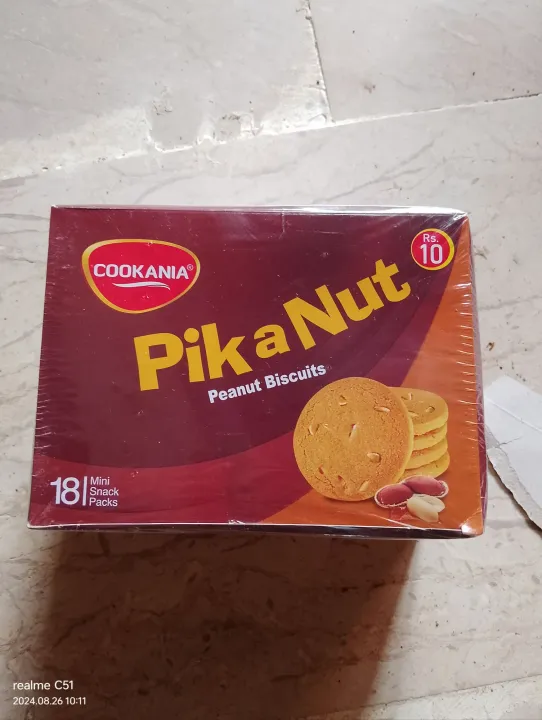 COOKANIA®
Rs.
10
Pik a Nut
Peanut Biscuits
18 Mini
Snack
Packs
realme C51
2024.08.26 10:11